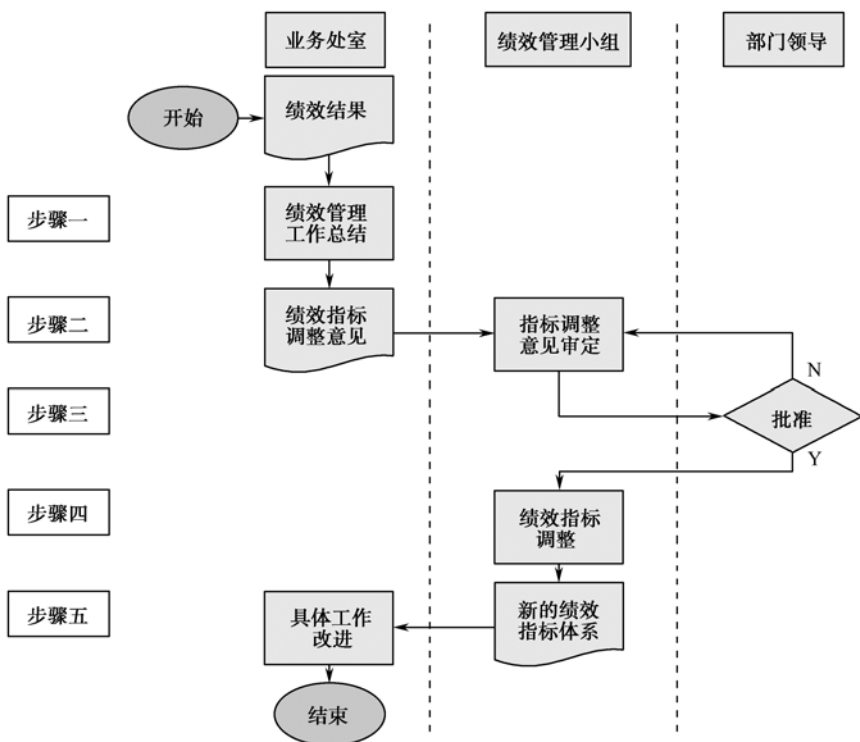 业务处室
绩效管理小组
部门领导
开始
绩效结果
步骤一
绩效管理
工作总结
步骤二
绩效指标
调整意见
指标调整
意见审定
N
步骤三
批准
Y
步骤四
绩效指标
调整
步骤五
具体工作
改进
新的绩效
指标体系
结束